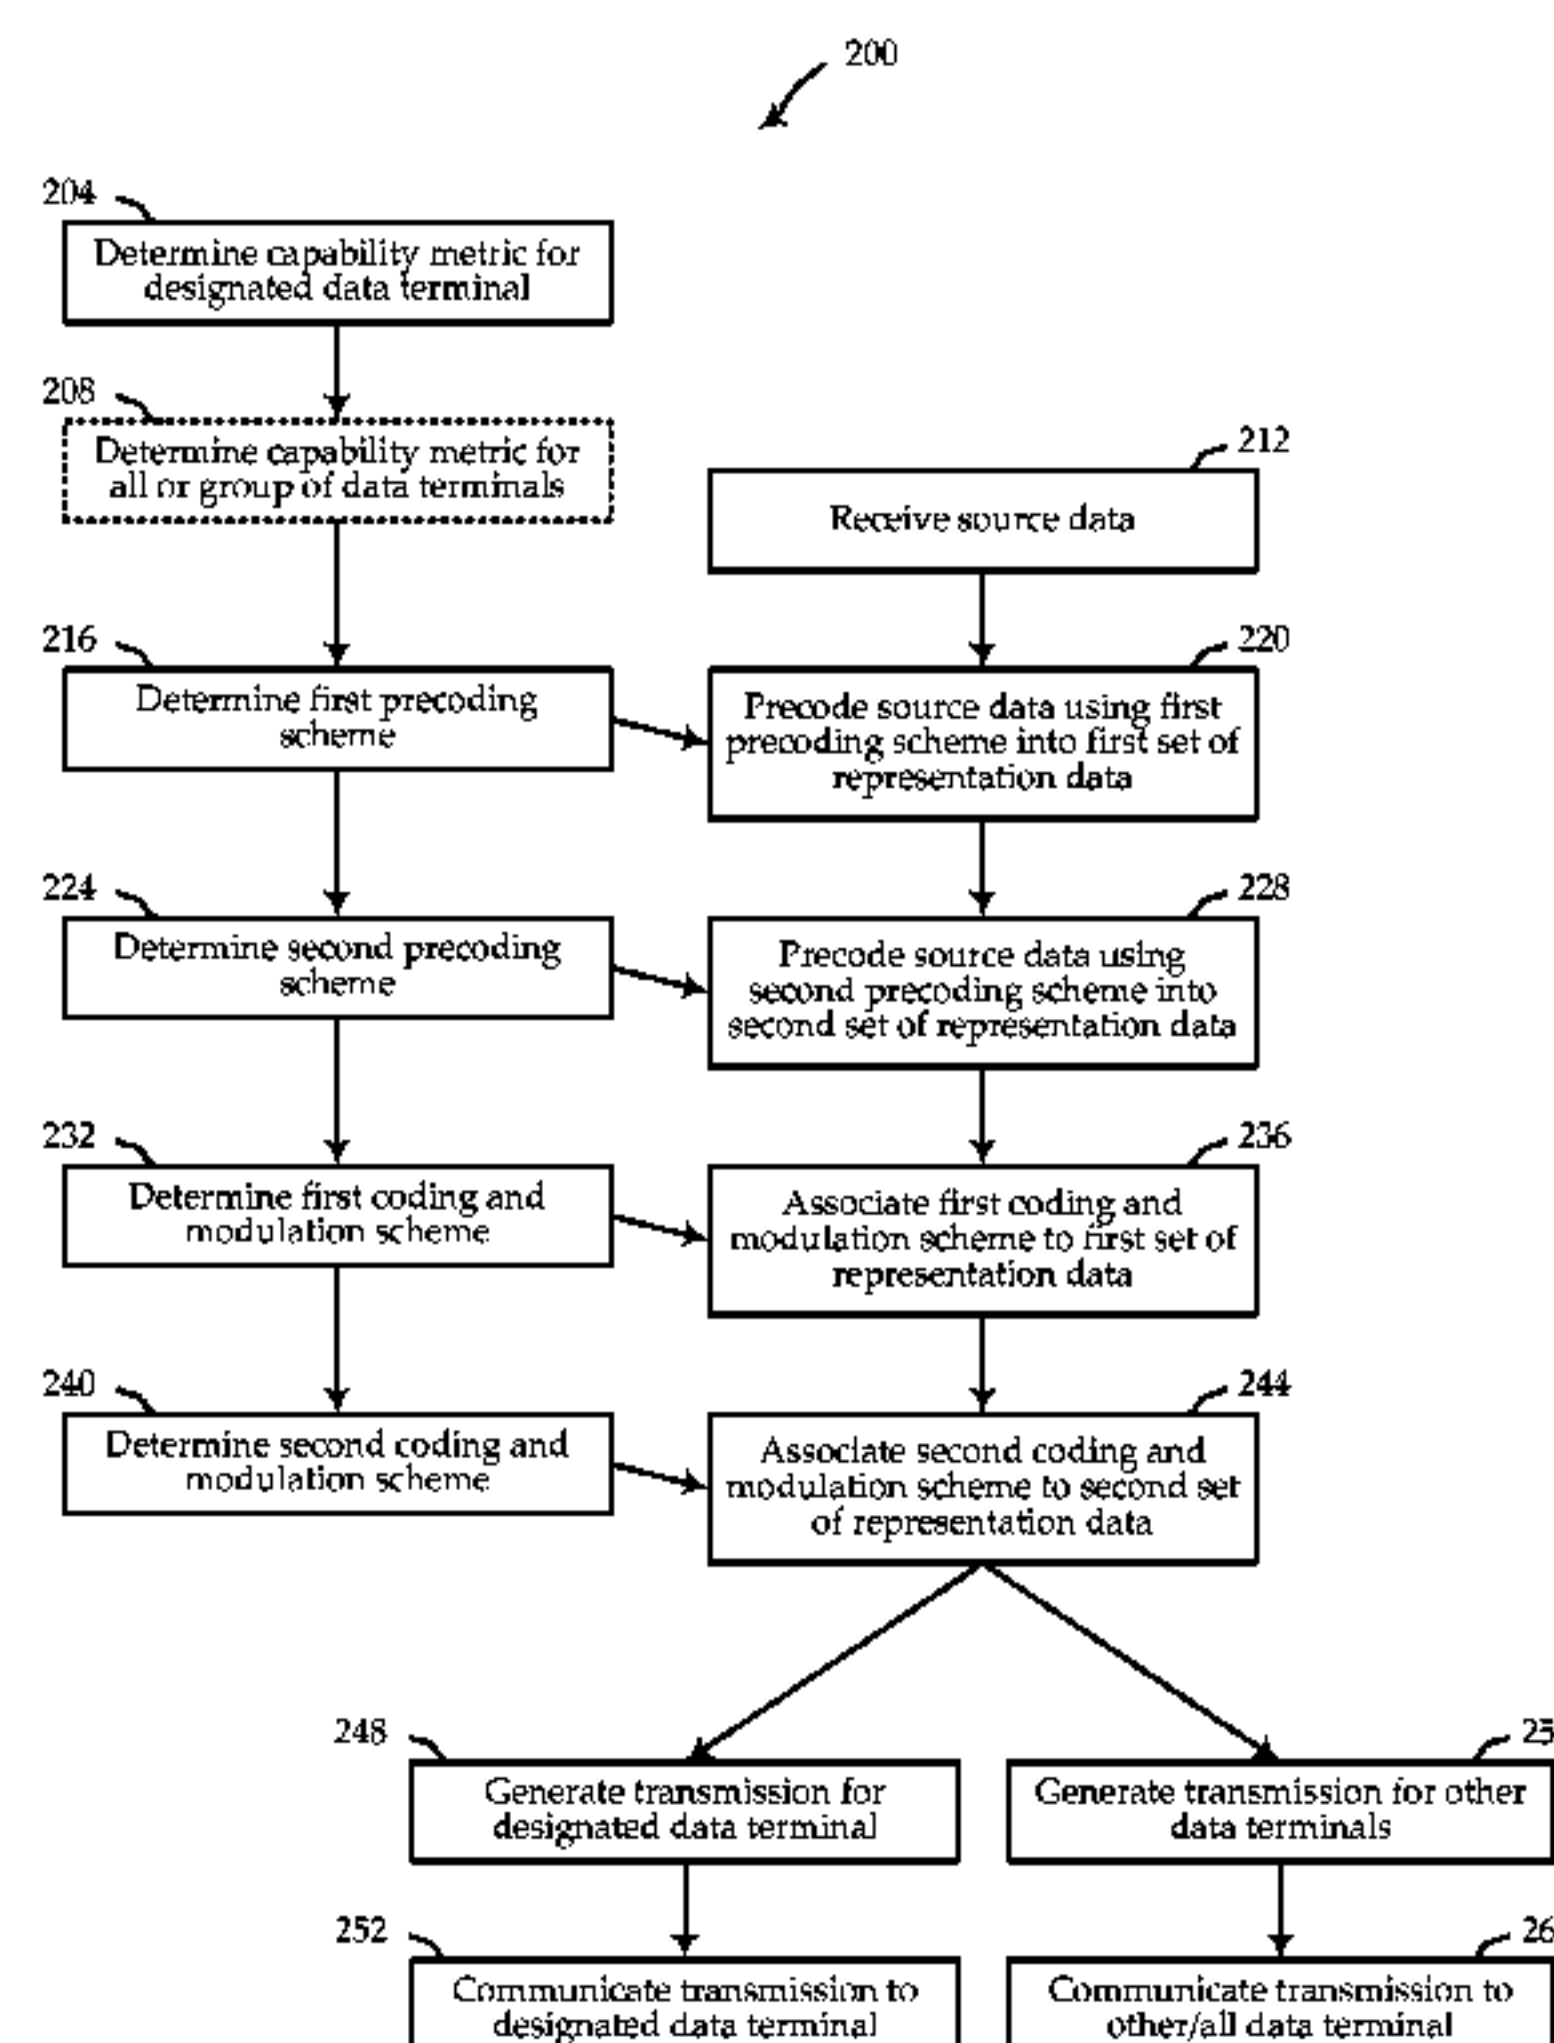 200
204
Determine capability metric for
designated data terminal
208
Determine capability metric for
all or group of data terminals
212
Receive source data
216
Determine first precoding
scheme
220
Precode source data using first
precoding scheme into first set of
representation data
224
Determine second precoding
scheme
228
Precode source data using
second precoding scheme into
second set of representation data
232
Determine first coding and
modulation scheme
236
Associate first coding and
modulation scheme to first set of
representation data
240
Determine second coding and
modulation scheme
244
Associate second coding and
modulation scheme to second set
of representation data
248
Generate transmission for
designated data terminal
Generate transmission for other
data terminals
252
Communicate transmission to
designated data terminal
Communicate transmission to
other/all data terminal